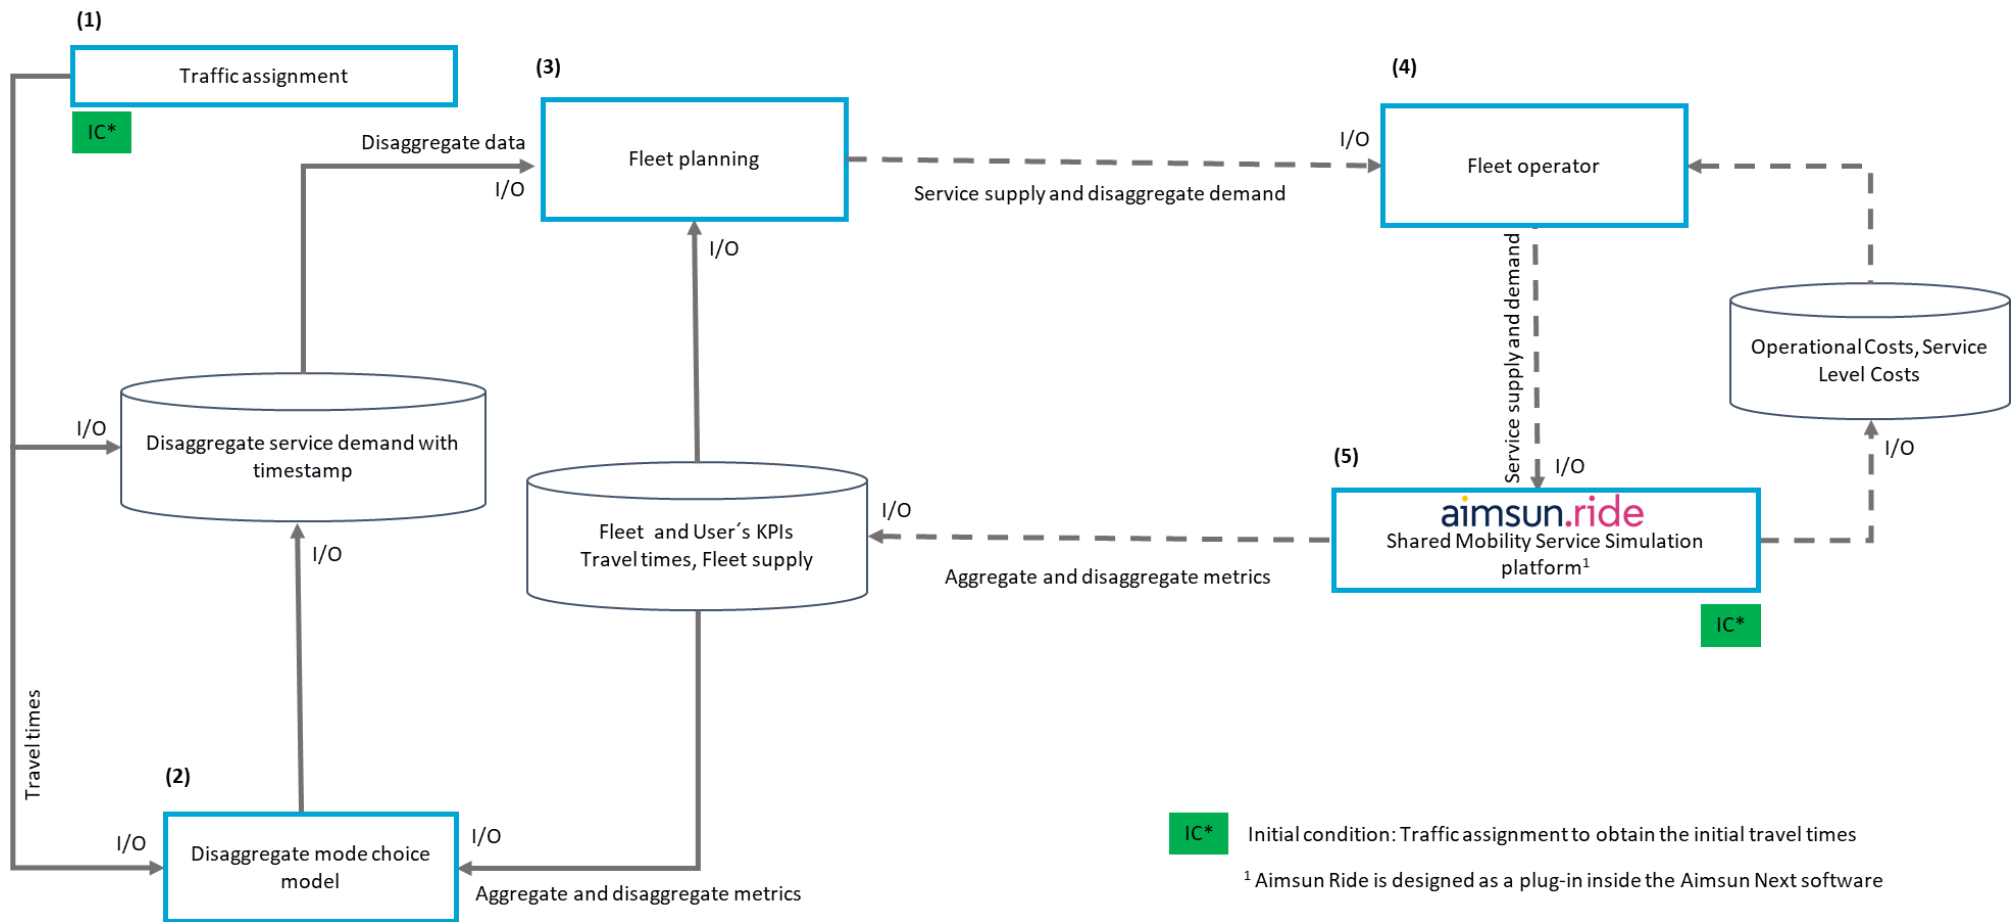 (1)
Traffic assignment
IC*
(3)
Fleet planning
(4)
Fleet operator
Disaggregate data
I/O
I/O
Service supply and disaggregate demand
I/O
Service supply and demand
Operational Costs, Service
Level Costs
I/O
Disaggregate service demand with
timestamp
I/O
I/O
Fleet and User´s KPIs
Travel times, Fleet supply
I/O
Aggregate and disaggregate metrics
(5)
I/O
aimsun.ride
Shared Mobility Service Simulation
platform¹
I/O
IC*
Travel times
(2)
I/O
Disaggregate mode choice
model
I/O
Aggregate and disaggregate metrics
IC*
Initial condition: Traffic assignment to obtain the initial travel times
¹ Aimsun Ride is designed as a plug-in inside the Aimsun Next software